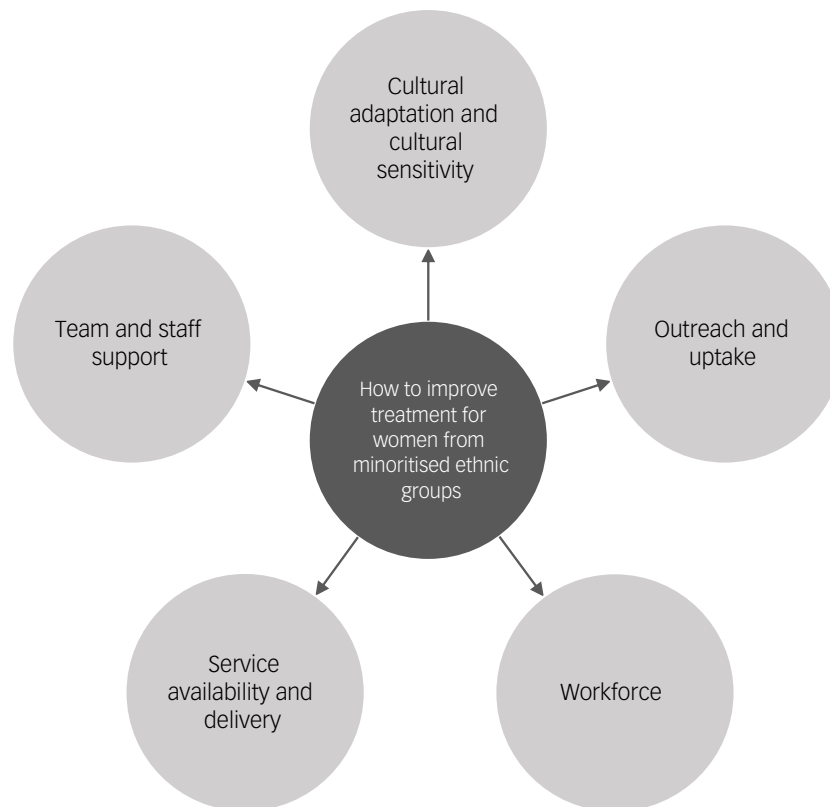 Cultural
adaptation and
cultural
sensitivity
Team and staff
support
Outreach and
uptake
How to improve
treatment for
women from
minoritised ethnic
groups
Service
availability and
delivery
Workforce